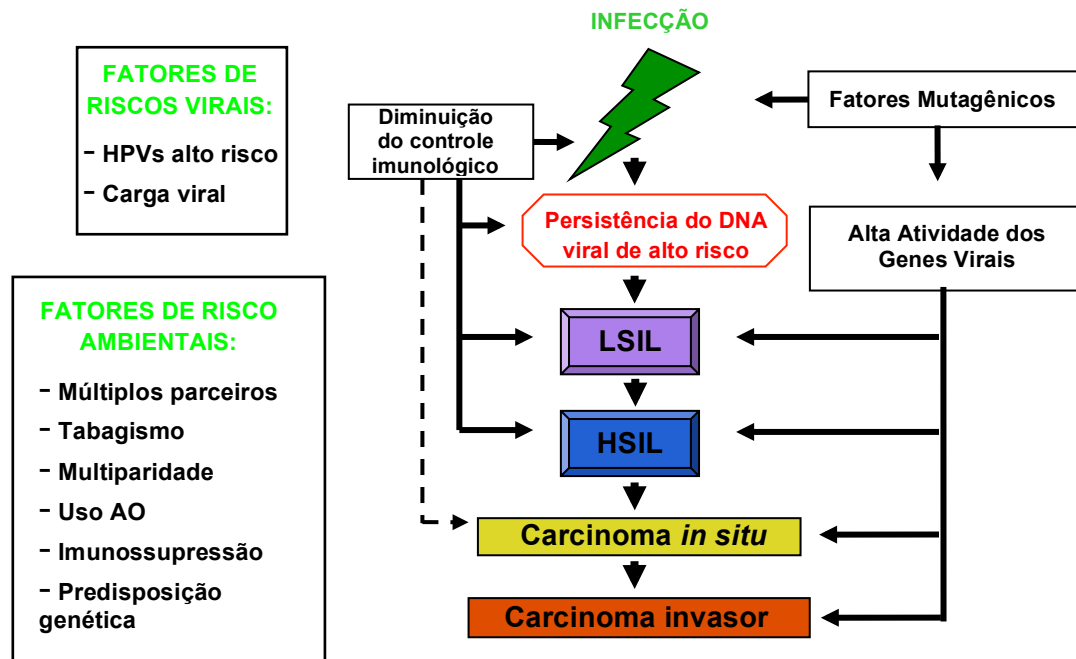 INFECÇÃO
FATORES DE
RISCOS VIRAIS:
- HPVs alto risco
- Carga viral
Diminuição
do controle
imunológico
Fatores Mutagênicos
Persistência do DNA
viral de alto risco
Alta Atividade dos
Genes Virais
FATORES DE RISCO
AMBIENTAIS:
- Múltiplos parceiros
- Tabagismo
- Multiparidade
- Uso AO
- Imunossupressão
- Predisposição
genética
LSIL
HSIL
Carcinoma in situ
Carcinoma invasor